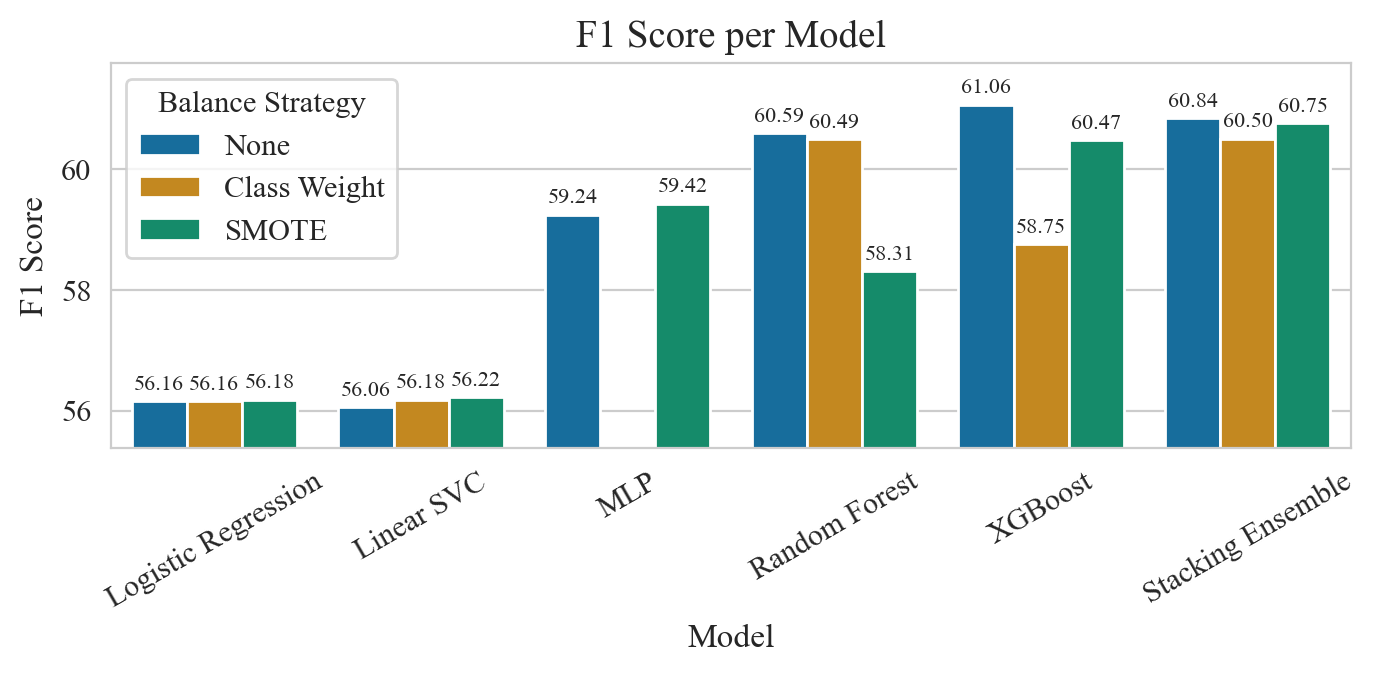 F1 Score per Model
Balance Strategy
None
Class Weight
SMOTE
F1 Score
60
58
56
56.16 56.16 56.18
56.06 56.18 56.22
59.24 59.42
60.59 60.49 58.31
61.06 58.75 60.47
60.84 60.50 60.75
Logistic Regression
Linear SVC
MLP
Random Forest
XGBoost
Stacking Ensemble
Model